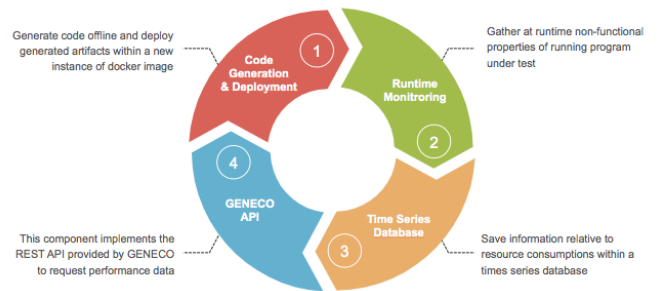 Generate code offline and deploy
generated artifacts within a new
instance of docker image
Code
Generation
& Deployment
1
Gather at runtime non-functional
properties of running program
under test
Runtime
Monitroring
2
4
GENECO
API
Time Series
Database
3
This component implements the
REST API provided by GENECO
to request performance data
Save information relative to
resource consumptions within a
times series database